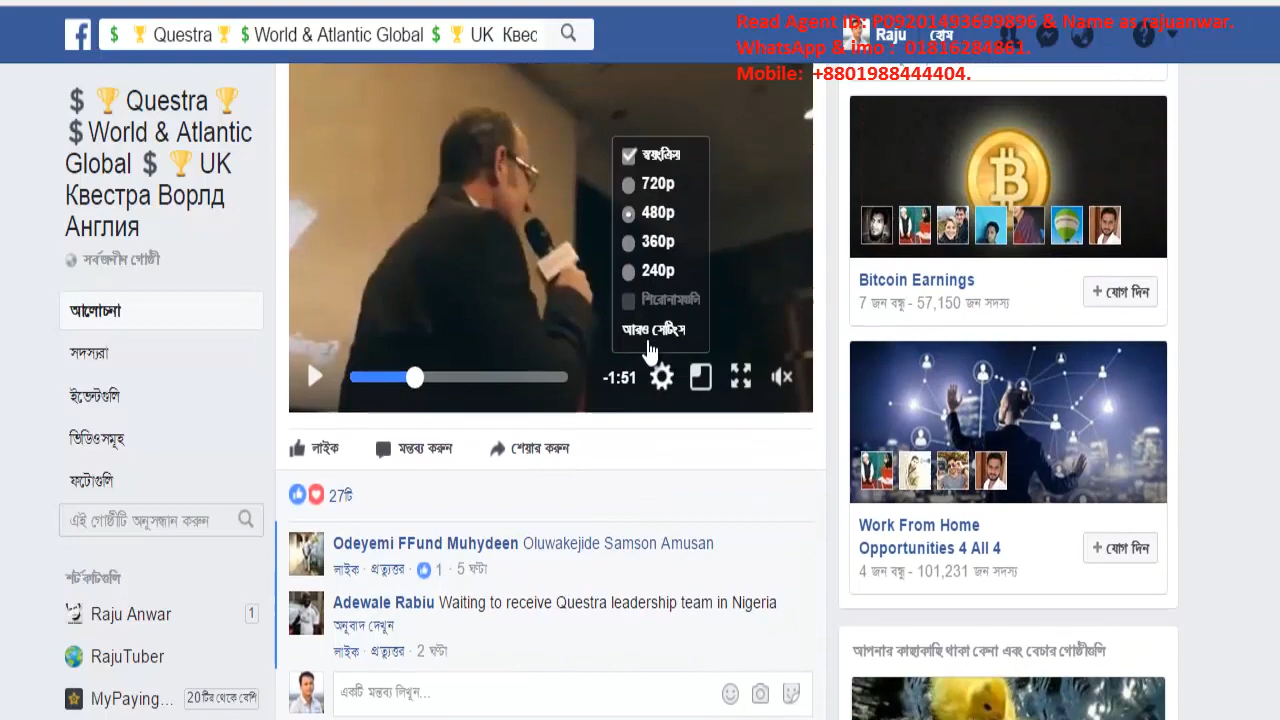 Read Agent ID: P09201493699896 & Name as rajuanwar.
WhatsApp & imo : 01816284861.
Mobile: +8801988444404.
$ 🏆 Questra 🏆 $ World & Atlantic Global $ 🏆 UK Квес
Raju হোম
$ 🏆 Questra 🏆
$ World & Atlantic
Global $ 🏆 UK
Квестра Ворлд
Англия
সর্বজনীন গোষ্ঠী
আলোচনা
সদস্যরা
ইভেন্টগুলি
ভিডিওসমূহ
ফটোগুলি
এই গোষ্ঠীটি অনুসন্ধান করুন
শর্টকাটগুলি
Raju Anwar 1
RajuTuber
MyPaying... 20টির থেকে বেশি
স্বয়ংক্রিয়
720p
480p
360p
240p
শিরোনামগুলি
আরও সেটিংস
-1:51
লাইক মন্তব্য করুন শেয়ার করুন
27টি
Odeyemi FFund Muhydeen Oluwakejide Samson Amusan
লাইক · প্রত্যুত্তর · 1 · 5 ঘণ্টা
Adewale Rabiu Waiting to receive Questra leadership team in Nigeria
অনুবাদ দেখুন
লাইক · প্রত্যুত্তর · 2 ঘণ্টা
একটি মন্তব্য লিখুন...
Bitcoin Earnings
7 জন বন্ধু - 57,150 জন সদস্য
+ যোগ দিন
Work From Home
Opportunities 4 All 4
4 জন বন্ধু - 101,231 জন সদস্য
+ যোগ দিন
আপনার কাছাকাছি থাকা কেনা এবং বেচার গোষ্ঠীগুলি